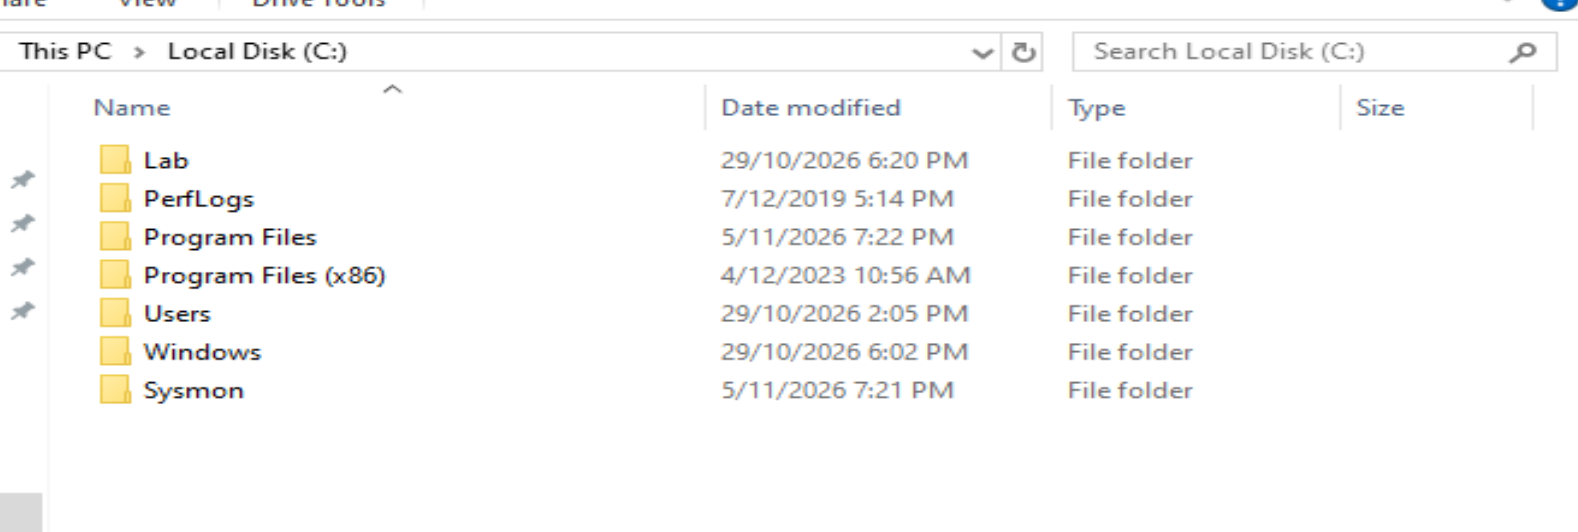 View Drive Tools
This PC > Local Disk (C:) Search Local Disk (C:)
Name Date modified Type Size
Lab 29/10/2026 6:20 PM File folder
PerfLogs 7/12/2019 5:14 PM File folder
Program Files 5/11/2026 7:22 PM File folder
Program Files (x86) 4/12/2023 10:56 AM File folder
Users 29/10/2026 2:05 PM File folder
Windows 29/10/2026 6:02 PM File folder
Sysmon 5/11/2026 7:21 PM File folder